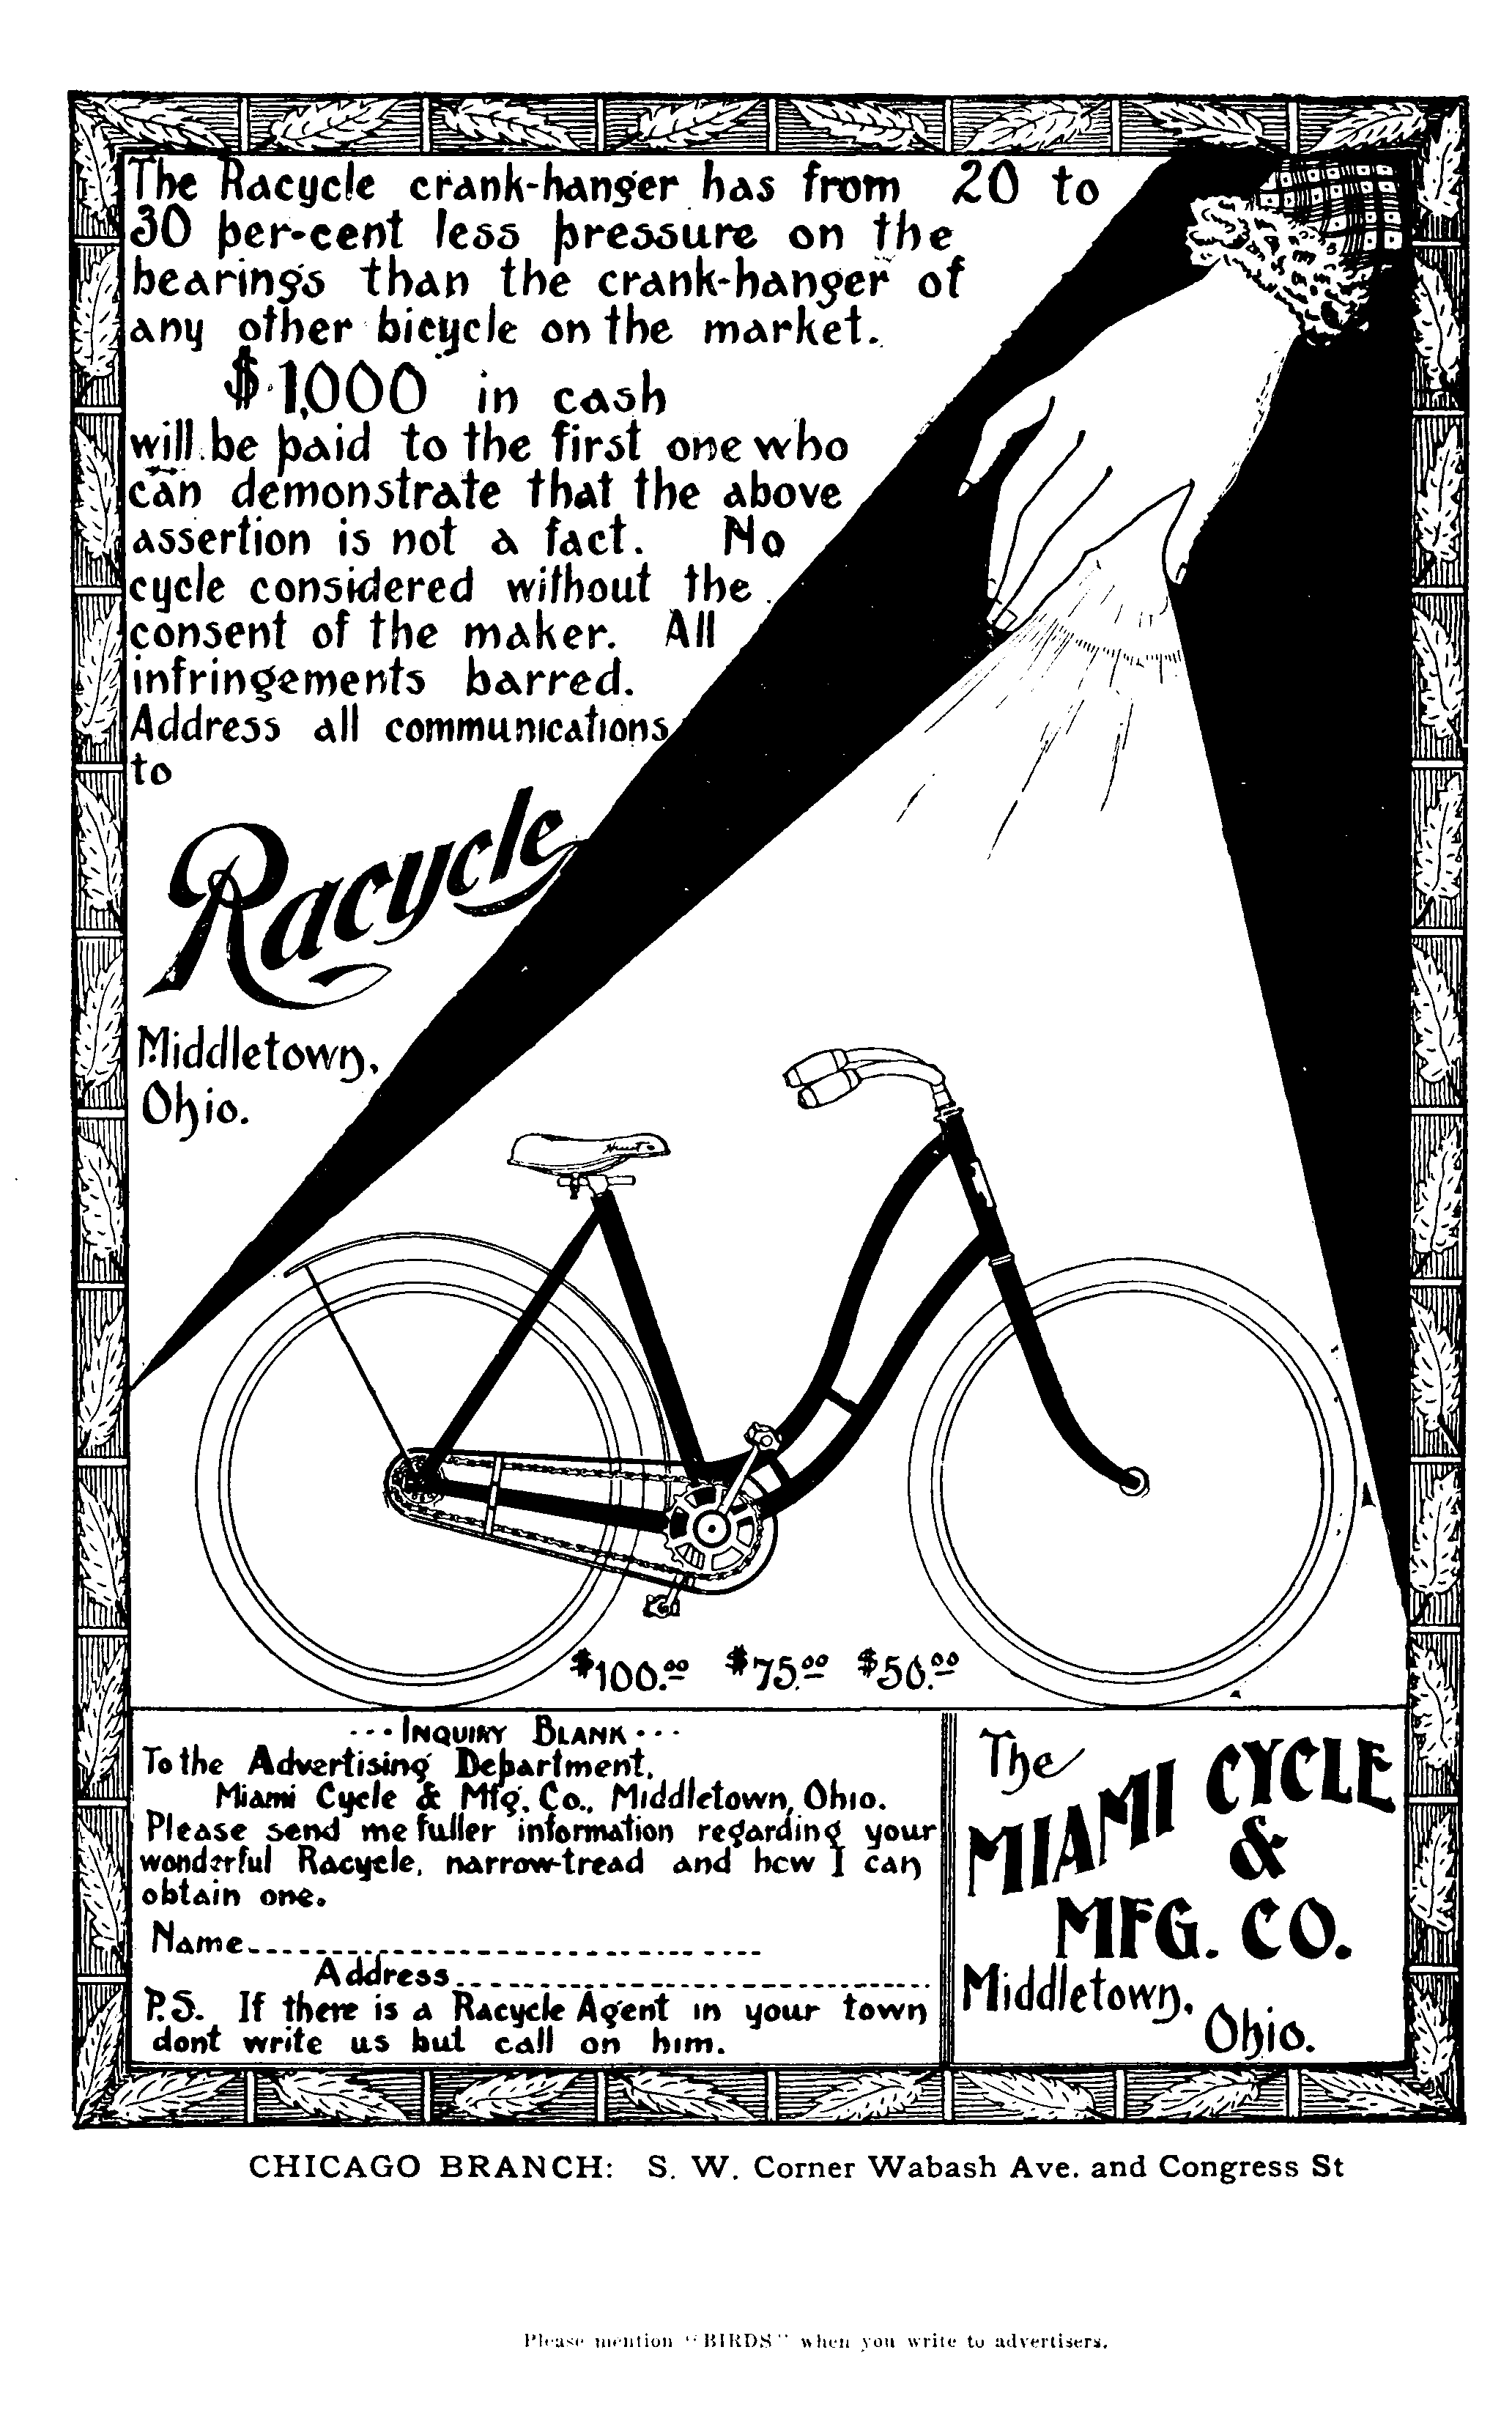 The Racycle crank-hanger has from 20 to
30 per-cent less pressure on the
bearings than the crank-hanger of
any other bicycle on the market.
$1,000 in cash
will be paid to the first one who
can demonstrate that the above
assertion is not a fact. No
cycle considered without the
consent of the maker. All
infringements barred.
Address all communications
to
Racycle
Middletown,
Ohio.
Hunt
$100.00 $75.00 $50.00
--- INQUIRY BLANK ---
To the Advertising Department,
Miami Cycle & Mfg. Co., Middletown, Ohio.
Please send me fuller information regarding your
wonderful Racycle, narrow-tread and how I can
obtain one.
Name
Address
P.S. If there is a Racycle Agent in your town
dont write us but call on him.
The
MIAMI CYCLE
&
MFG. CO.
Middletown,
Ohio.
CHICAGO BRANCH: S. W. Corner Wabash Ave. and Congress St
Please mention "BIRDS" when you write to advertisers.